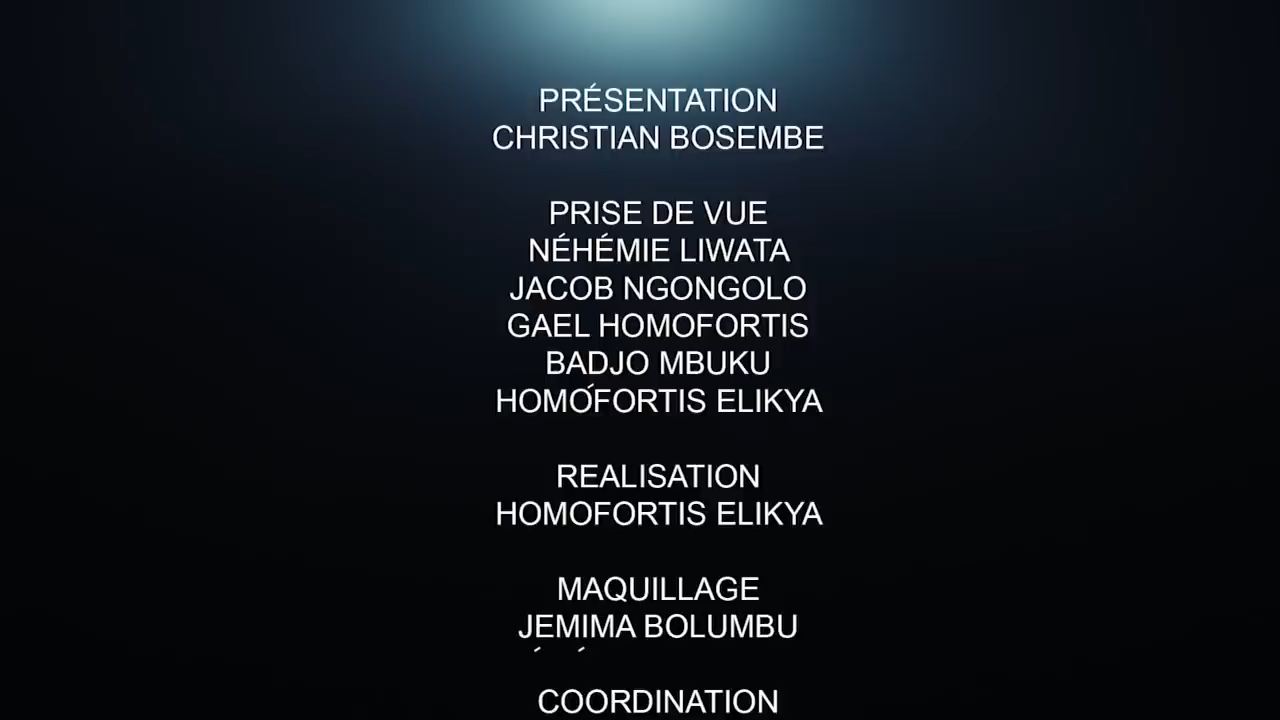 PRÉSENTATION
CHRISTIAN BOSEMBE
PRISE DE VUE
NÉHÉMIE LIWATA
JACOB NGONGOLO
GAEL HOMOFORTIS
BADJO MBUKU
HOMOFORTIS ELIKYA
REALISATION
HOMOFORTIS ELIKYA
MAQUILLAGE
JEMIMA BOLUMBU
COORDINATION